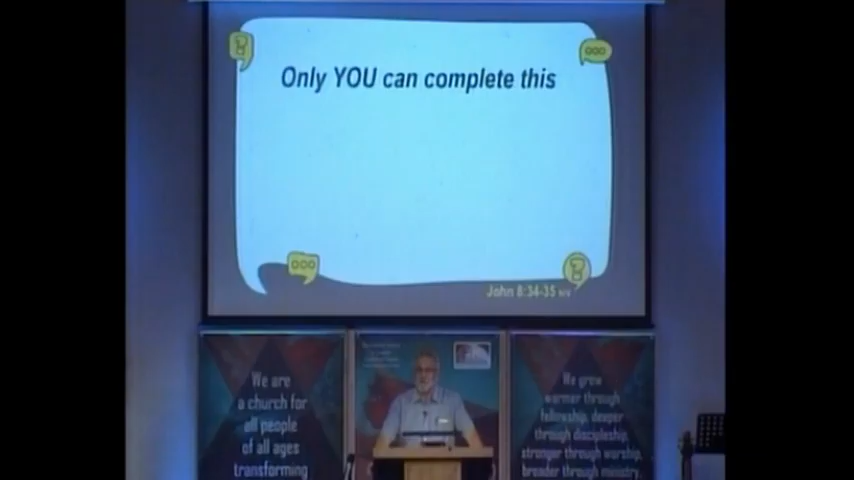 Only YOU can complete this
John 8:34-35
We are
a church for
all people
of all ages
transforming
We grow
warmer through
fellowship, deeper
through discipleship,
stronger through worship,
broader through ministry,